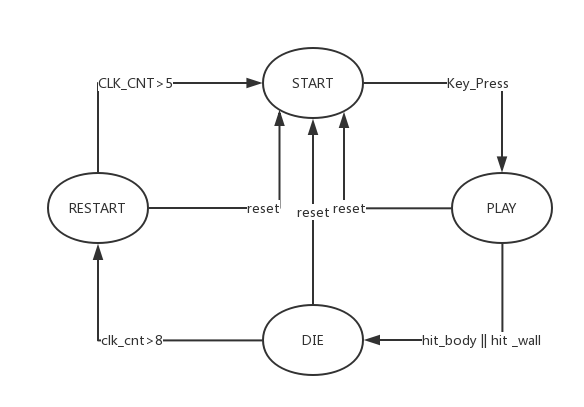 CLK_CNT>5
START
Key_Press
RESTART
reset
reset
reset
PLAY
clk_cnt>8
DIE
hit_body || hit _wall